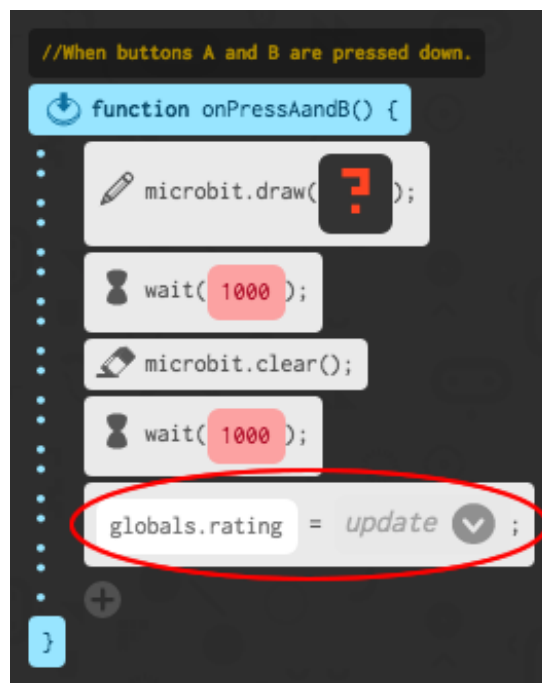 //When buttons A and B are pressed down.
function onPressAandB() {
microbit.draw( ? );
wait( 1000 );
microbit.clear();
wait( 1000 );
globals.rating = update ;
}